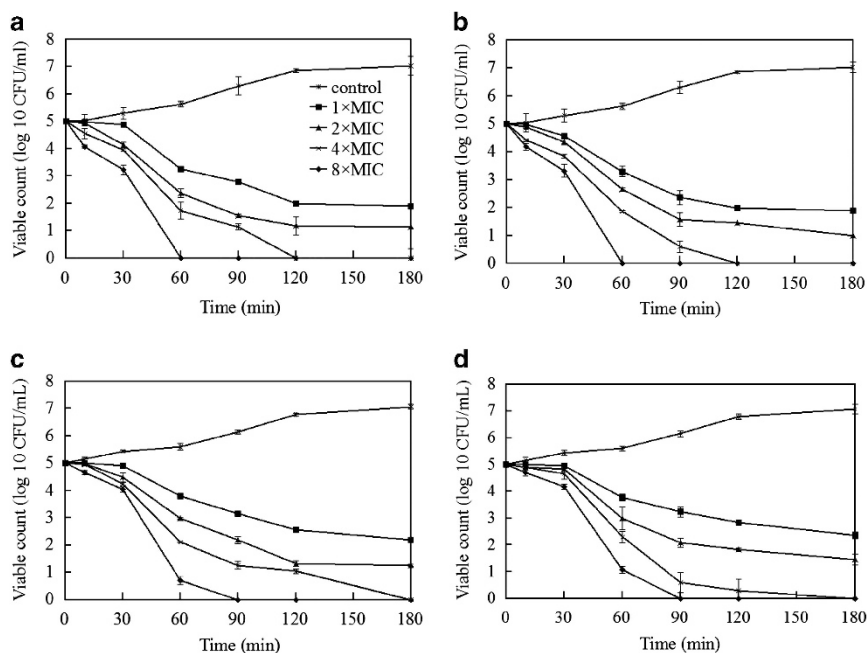 a
Viable count (log 10 CFU/ml)
8
7
6
5
4
3
2
1
0
control
1×MIC
2×MIC
4×MIC
8×MIC
0 30 60 90 120 150 180
Time (min)
b
Viable count (log 10 CFU/ml)
8
7
6
5
4
3
2
1
0
0 30 60 90 120 150 180
Time (min)
c
Viable count (log 10 CFU/mL)
8
7
6
5
4
3
2
1
0
0 30 60 90 120 150 180
Time (min)
d
Viable count (log 10 CFU/mL)
8
7
6
5
4
3
2
1
0
0 30 60 90 120 150 180
Time (min)